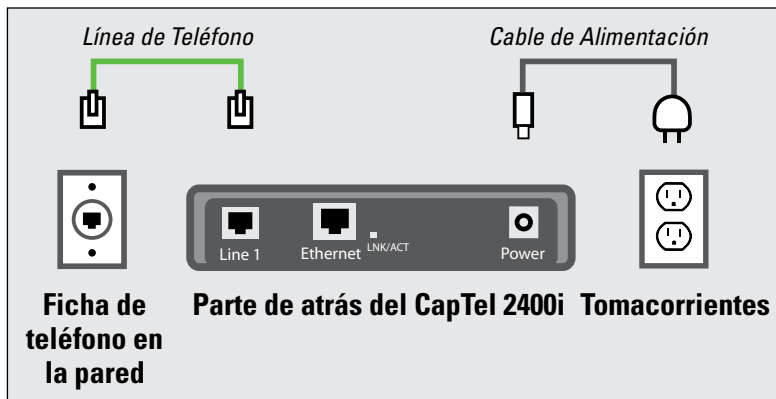 Línea de Teléfono
Cable de Alimentación
Line 1
Ethernet
LNK/ACT
Power
Ficha de
teléfono en
la pared
Parte de atrás del CapTel 2400i
Tomacorrientes